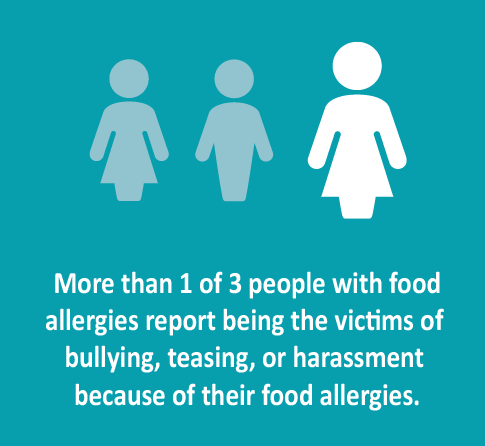 More than 1 of 3 people with food
allergies report being the victims of
bullying, teasing, or harassment
because of their food allergies.